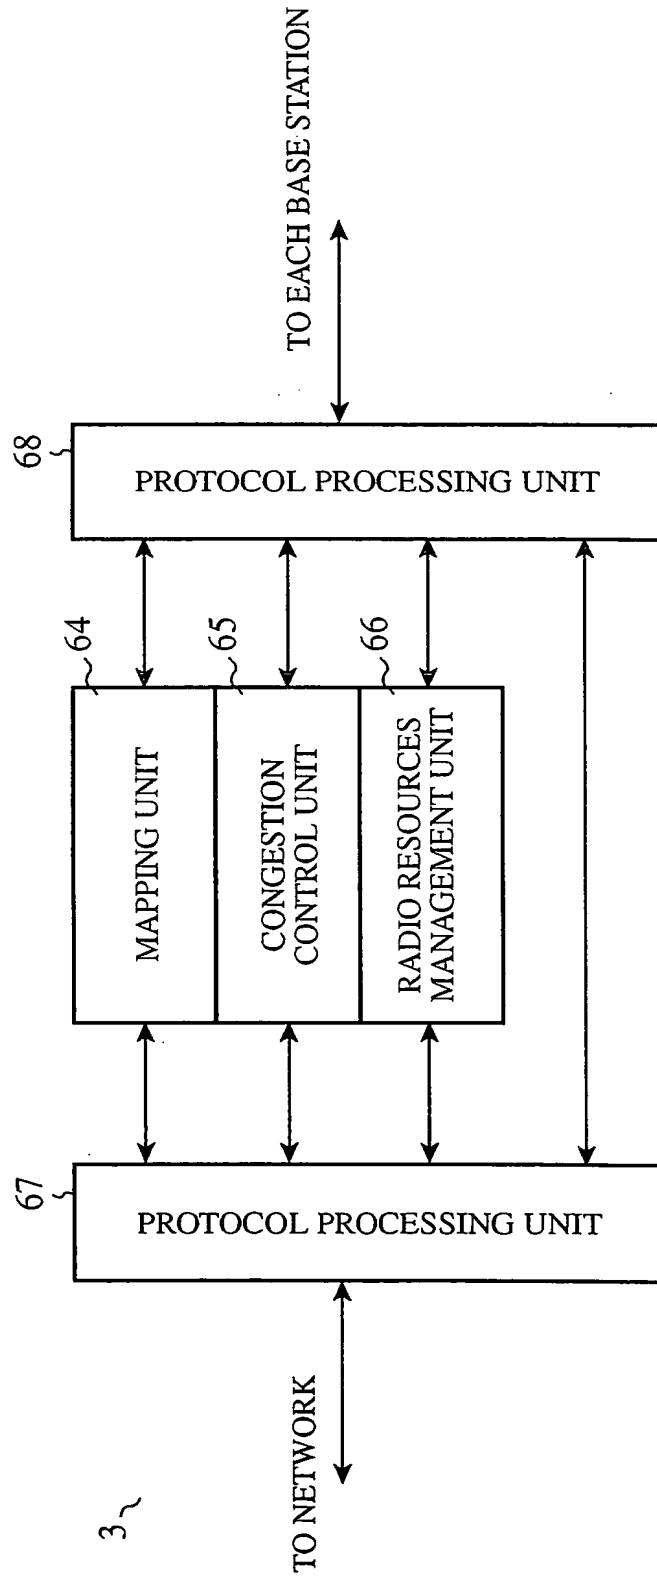 3
TO NETWORK
67
PROTOCOL PROCESSING UNIT
64
MAPPING UNIT
65
CONGESTION
CONTROL UNIT
66
RADIO RESOURCES
MANAGEMENT UNIT
68
PROTOCOL PROCESSING UNIT
TO EACH BASE STATION